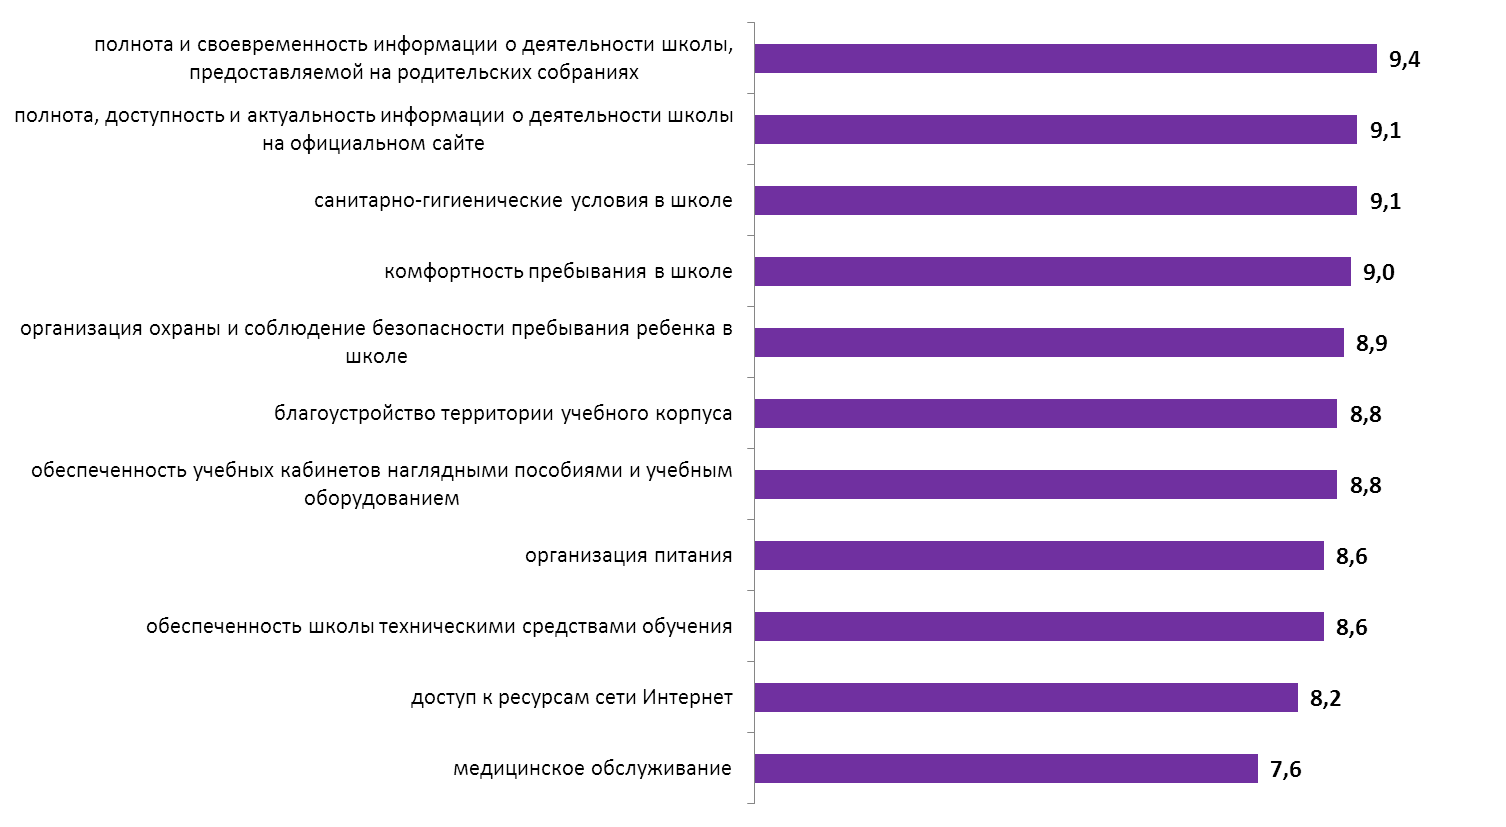 полнота и своевременность информации о деятельности школы,
предоставляемой на родительских собраниях
9,4
полнота, доступность и актуальность информации о деятельности школы
на официальном сайте
9,1
санитарно-гигиенические условия в школе
9,1
комфортность пребывания в школе
9,0
организация охраны и соблюдение безопасности пребывания ребенка в
школе
8,9
благоустройство территории учебного корпуса
8,8
обеспеченность учебных кабинетов наглядными пособиями и учебным
оборудованием
8,8
организация питания
8,6
обеспеченность школы техническими средствами обучения
8,6
доступ к ресурсам сети Интернет
8,2
медицинское обслуживание
7,6